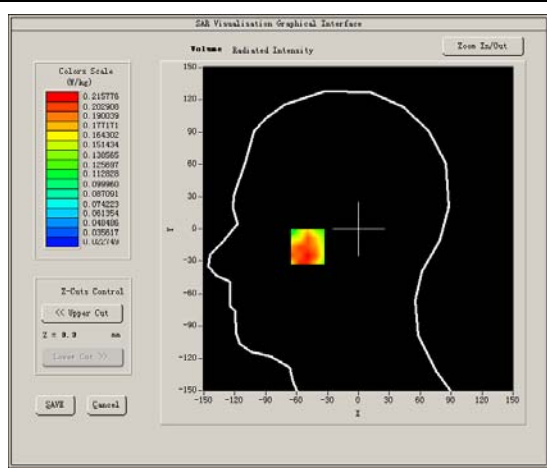 SAR Visualisation Graphical Interface
Volume Radiated Intensity
Zoom In/Out
Colors Scale
(W/kg)
0.215776
0.202908
0.190039
0.177171
0.164302
0.151434
0.138565
0.125697
0.112828
0.099960
0.087091
0.074223
0.061354
0.048486
0.035617
0.022749
150
120
90
60
30
0
-30
-60
-90
-120
-150
Y
-150 -120 -90 -60 -30 0 30 60 90 120 150
X
Z-Cuts Control
<< Upper Cut
Z = 0.0 mm
Lower Cut >>
SAVE
Cancel